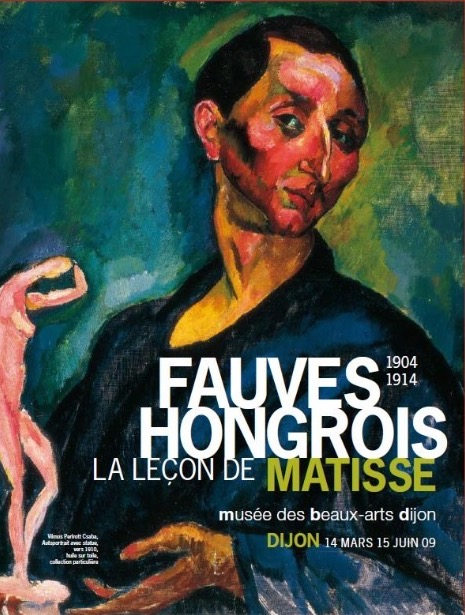 FAUVES
1904
1914
HONGROIS
LA LEÇON DE MATISSE
musée des beaux-arts dijon
DIJON 14 MARS 15 JUIN 09
Vilmos Perlrott Csaba,
Autoportrait avec statue,
vers 1910,
huile sur toile,
collection particulière